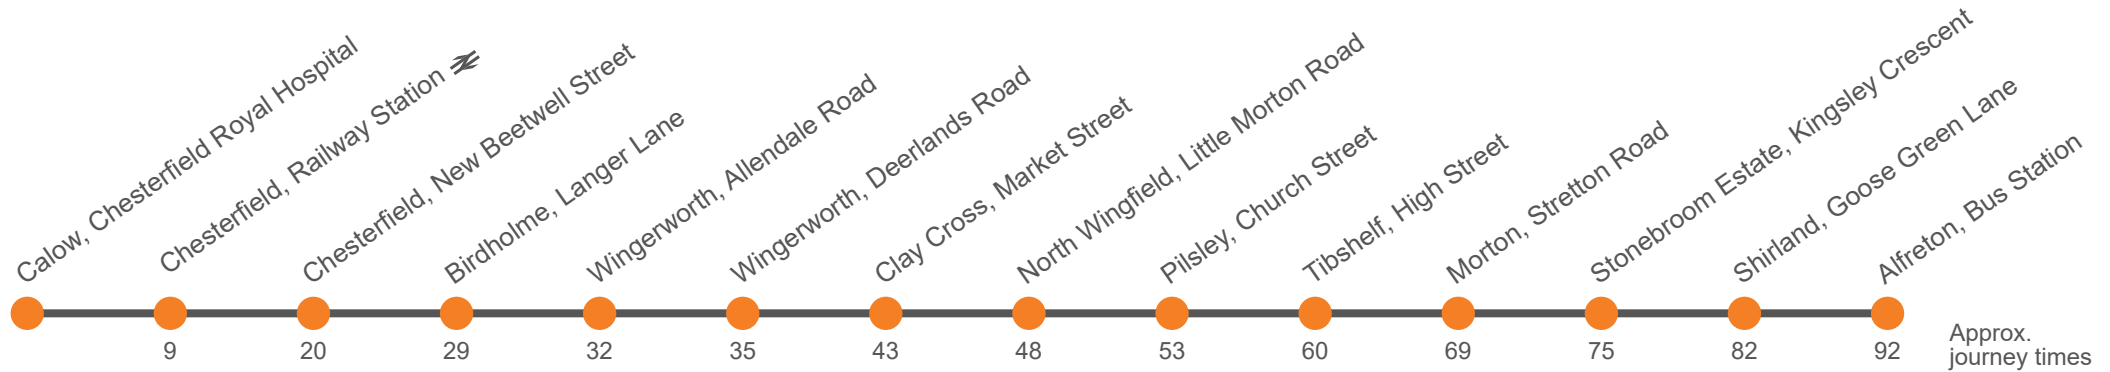 Calow, Chesterfield Royal Hospital
Chesterfield, Railway Station
Chesterfield, New Beetwell Street
Birdholme, Langer Lane
Wingerworth, Allendale Road
Wingerworth, Deerlands Road
Clay Cross, Market Street
North Wingfield, Little Morton Road
Pilsley, Church Street
Tibshelf, High Street
Morton, Stretton Road
Stonebroom Estate, Kingsley Crescent
Shirland, Goose Green Lane
Alfreton, Bus Station
9 20 29 32 35 43 48 53 60 69 75 82 92
Approx.
journey times